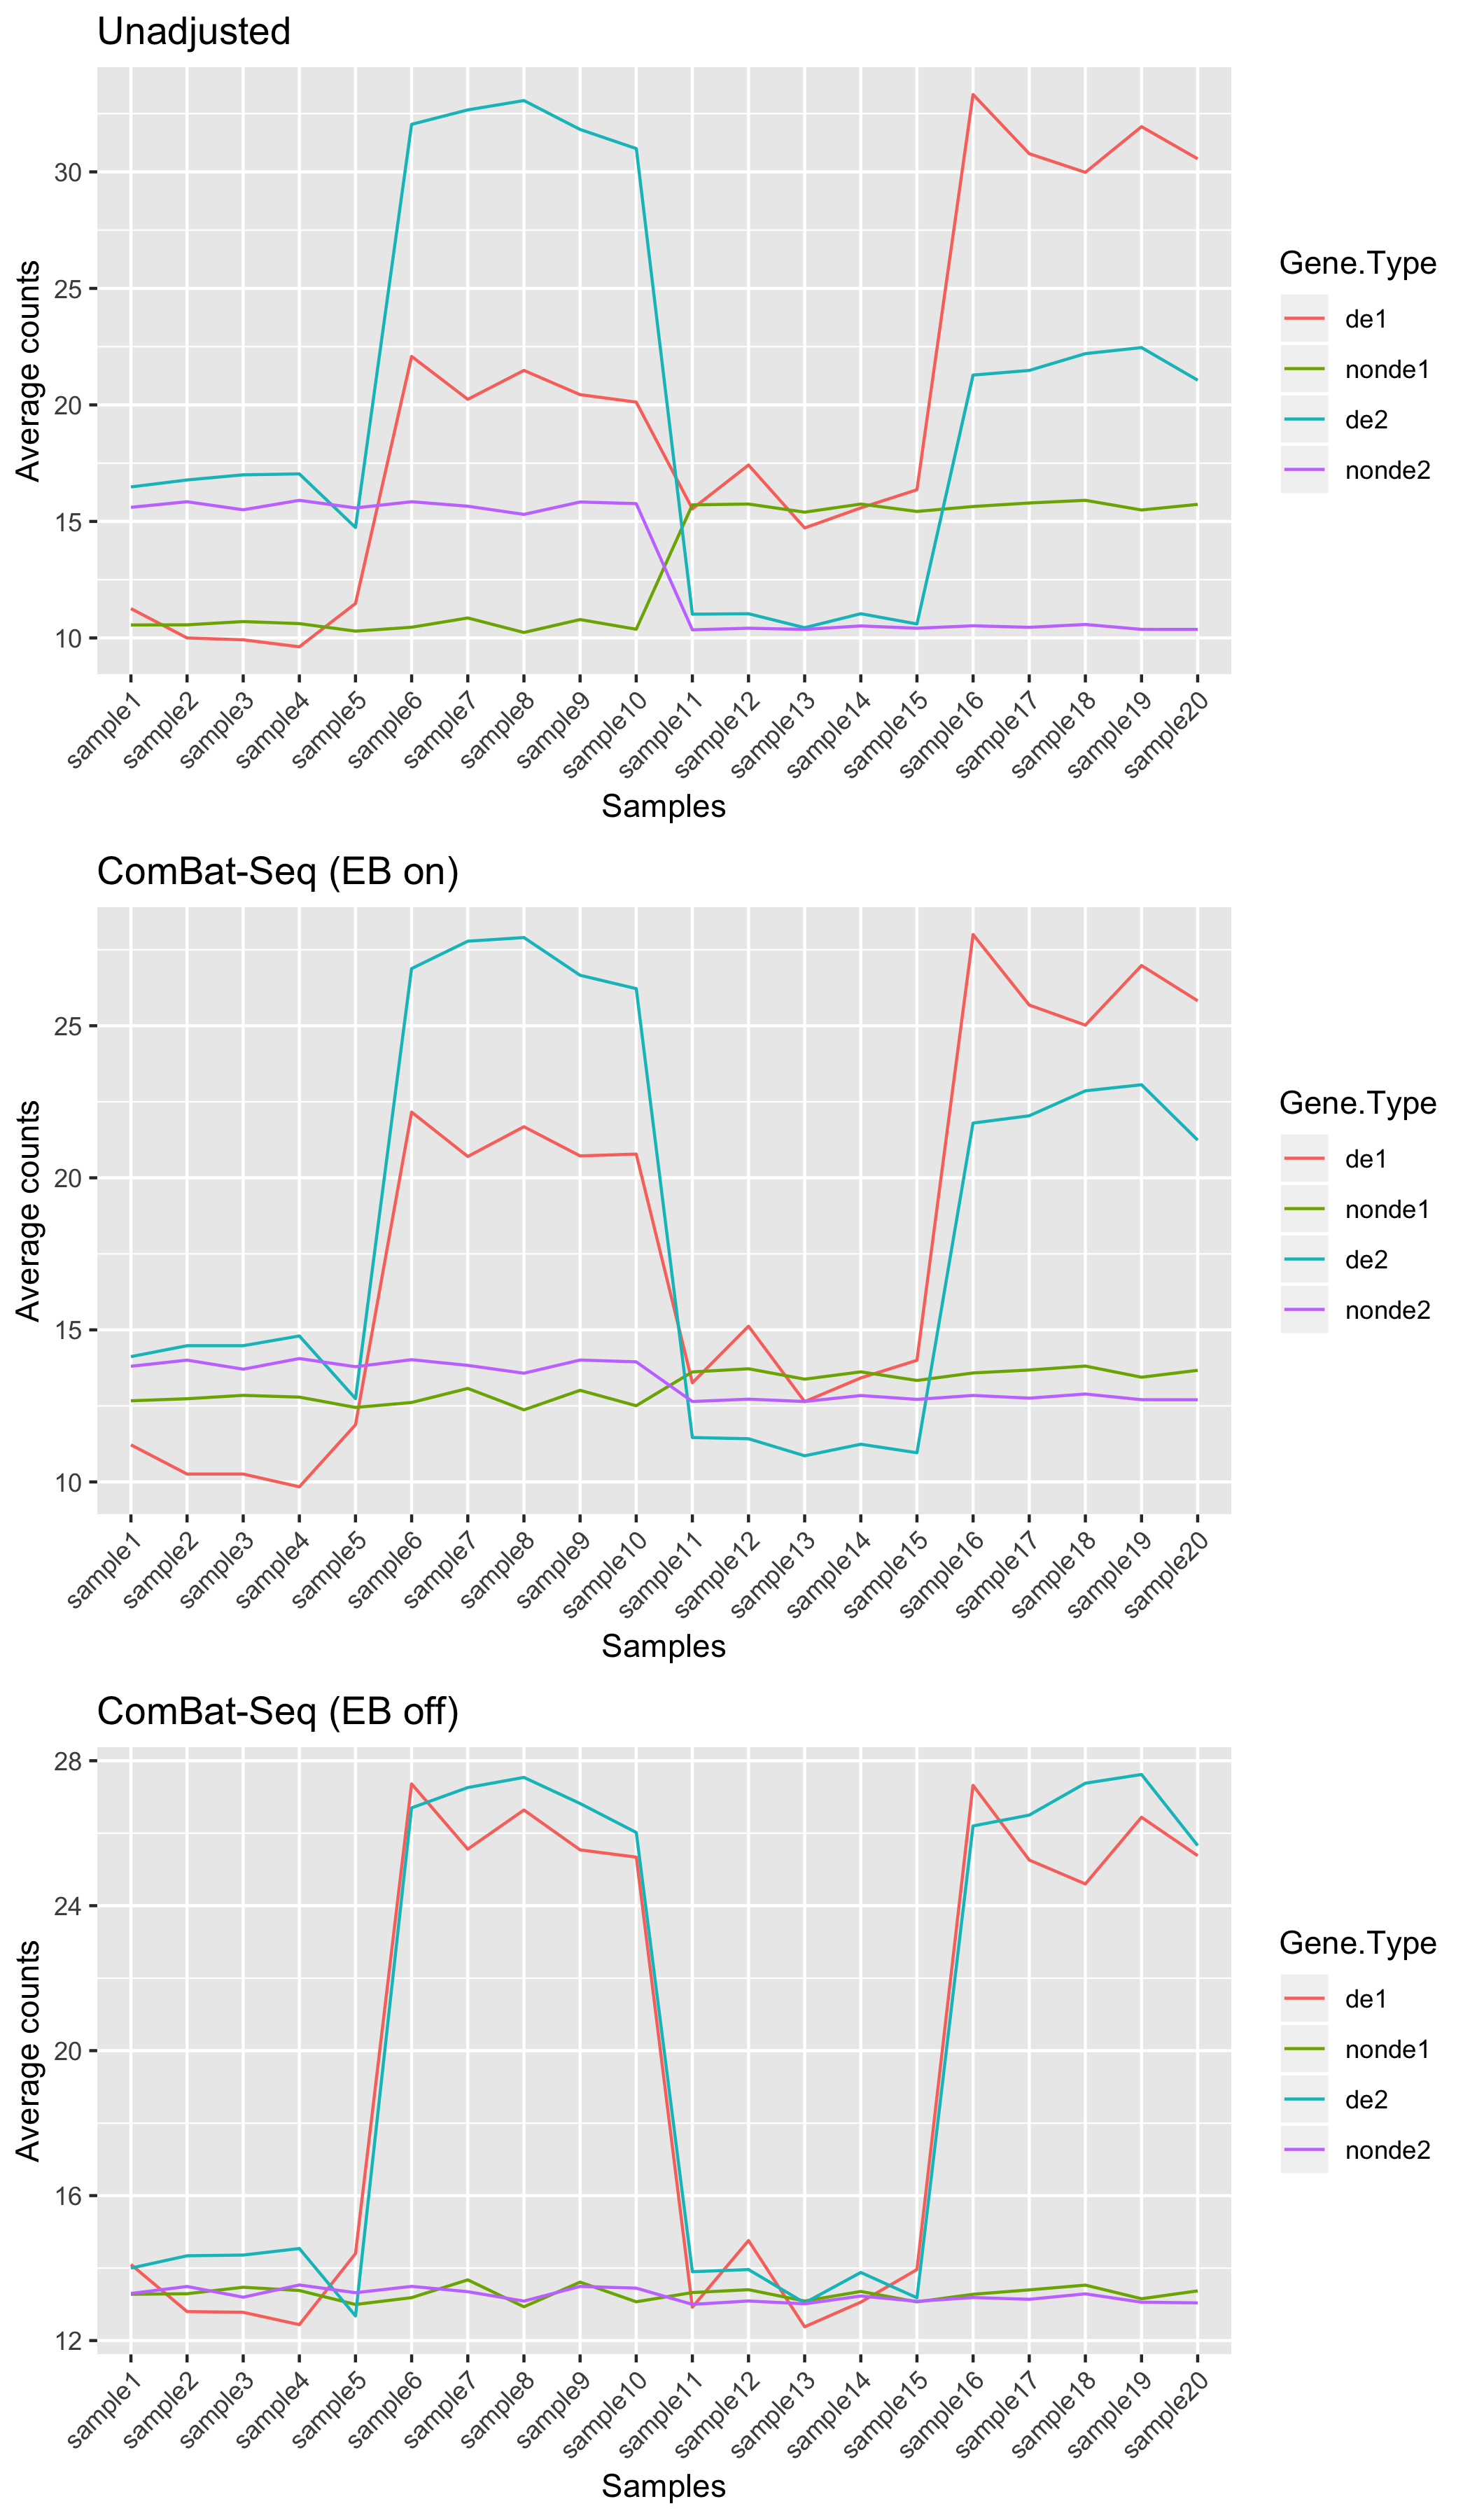 Unadjusted
Average counts
30
25
20
15
10
sample1
sample2
sample3
sample4
sample5
sample6
sample7
sample8
sample9
sample10
sample11
sample12
sample13
sample14
sample15
sample16
sample17
sample18
sample19
sample20
Samples
Gene.Type
de1
nonde1
de2
nonde2
ComBat-Seq (EB on)
Average counts
25
20
15
10
sample1
sample2
sample3
sample4
sample5
sample6
sample7
sample8
sample9
sample10
sample11
sample12
sample13
sample14
sample15
sample16
sample17
sample18
sample19
sample20
Samples
Gene.Type
de1
nonde1
de2
nonde2
ComBat-Seq (EB off)
Average counts
28
24
20
16
12
sample1
sample2
sample3
sample4
sample5
sample6
sample7
sample8
sample9
sample10
sample11
sample12
sample13
sample14
sample15
sample16
sample17
sample18
sample19
sample20
Samples
Gene.Type
de1
nonde1
de2
nonde2